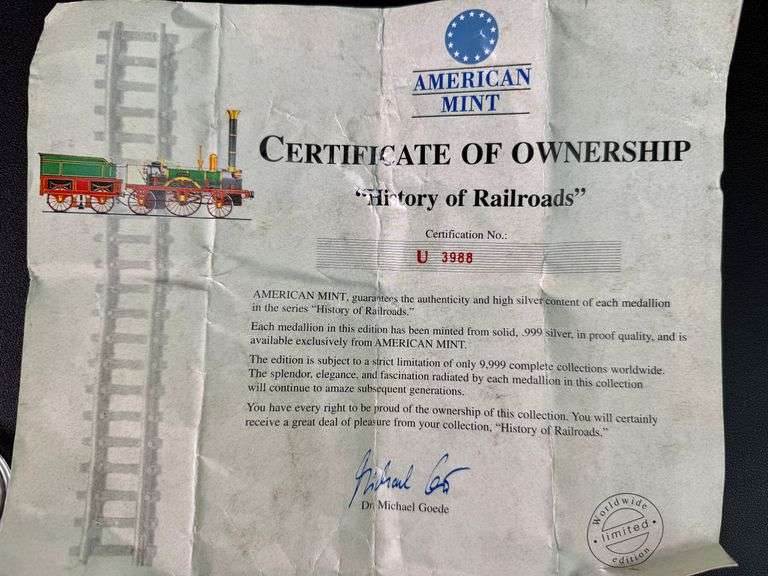 AMERICAN
MINT
CERTIFICATE OF OWNERSHIP
"History of Railroads"
Certification No.:
U 3988
AMERICAN MINT, guarantees the authenticity and high silver content of each medallion
in the series "History of Railroads."
Each medallion in this edition has been minted from solid, .999 silver, in proof quality, and is
available exclusively from AMERICAN MINT.
The edition is subject to a strict limitation of only 9,999 complete collections worldwide.
The splendor, elegance, and fascination radiated by each medallion in this collection
will continue to amaze subsequent generations.
You have every right to be proud of the ownership of this collection. You will certainly
receive a great deal of pleasure from your collection, "History of Railroads."
Dr. Michael Goede
Worldwide
• limited •
edition